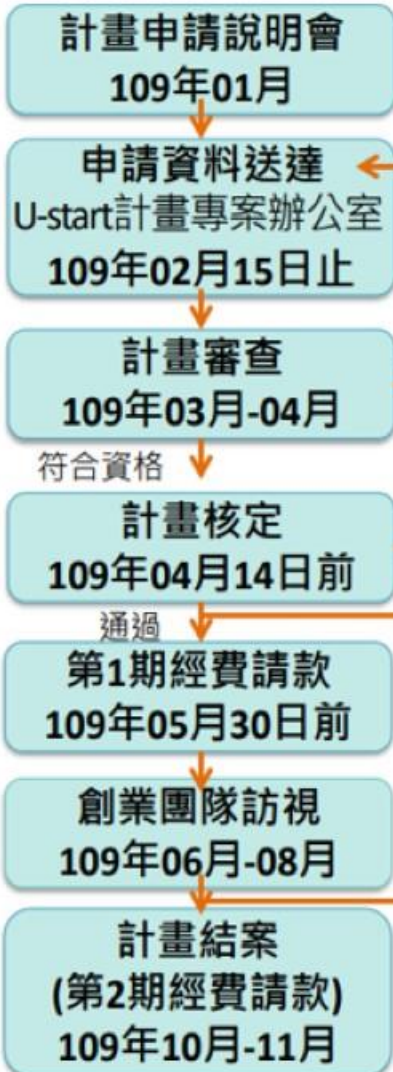 計畫申請說明會
109年01月
申請資料送達
U-start計畫專案辦公室
109年02月15日止
計畫審查
109年03月-04月
符合資格
計畫核定
109年04月14日前
通過
第1期經費請款
109年05月30日前
創業團隊訪視
109年06月-08月
計畫結案
(第2期經費請款)
109年10月-11月